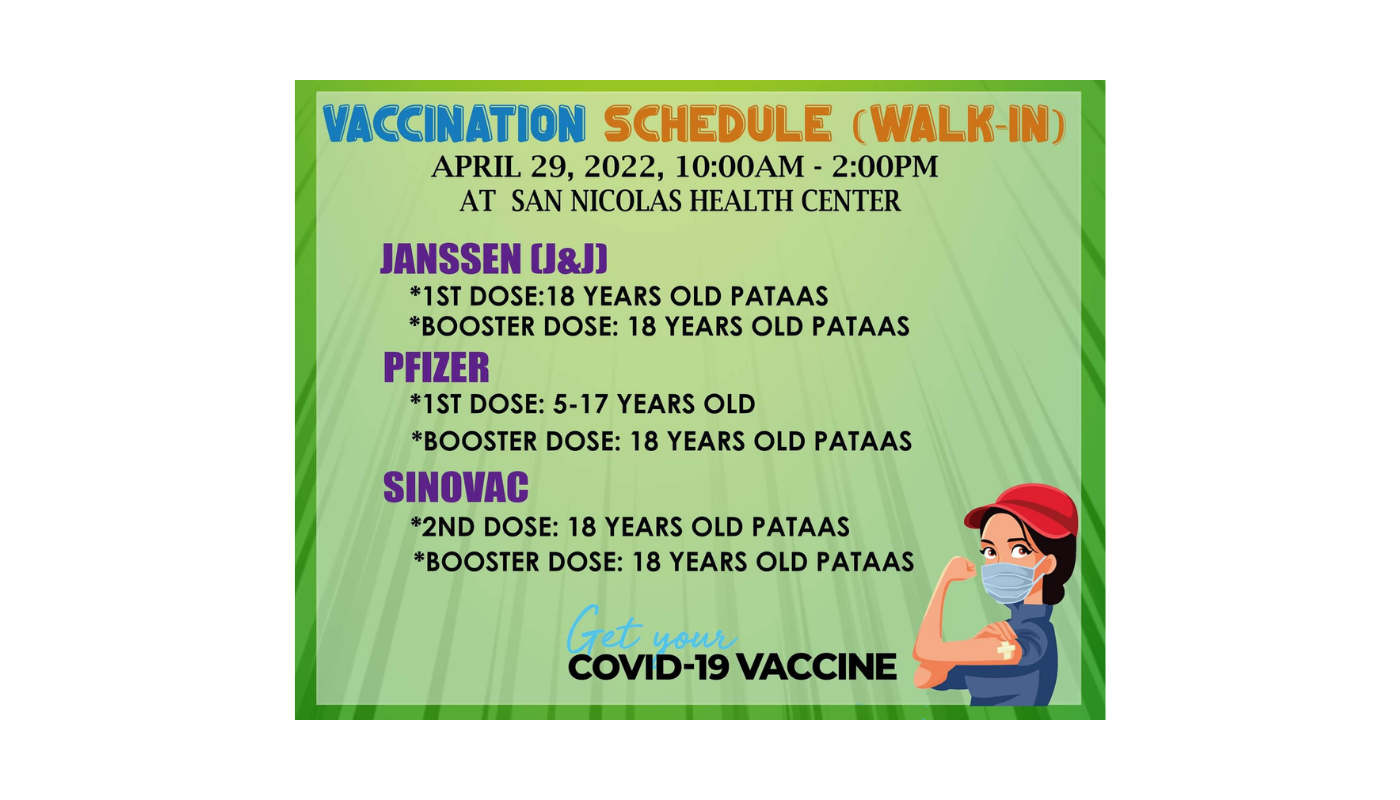 VACCINATION SCHEDULE (WALK-IN)
APRIL 29, 2022, 10:00AM - 2:00PM
AT SAN NICOLAS HEALTH CENTER
JANSSEN (J&J)
*1ST DOSE:18 YEARS OLD PATAAS
*BOOSTER DOSE: 18 YEARS OLD PATAAS
PFIZER
*1ST DOSE: 5-17 YEARS OLD
*BOOSTER DOSE: 18 YEARS OLD PATAAS
SINOVAC
*2ND DOSE: 18 YEARS OLD PATAAS
*BOOSTER DOSE: 18 YEARS OLD PATAAS
Get your
COVID-19 VACCINE